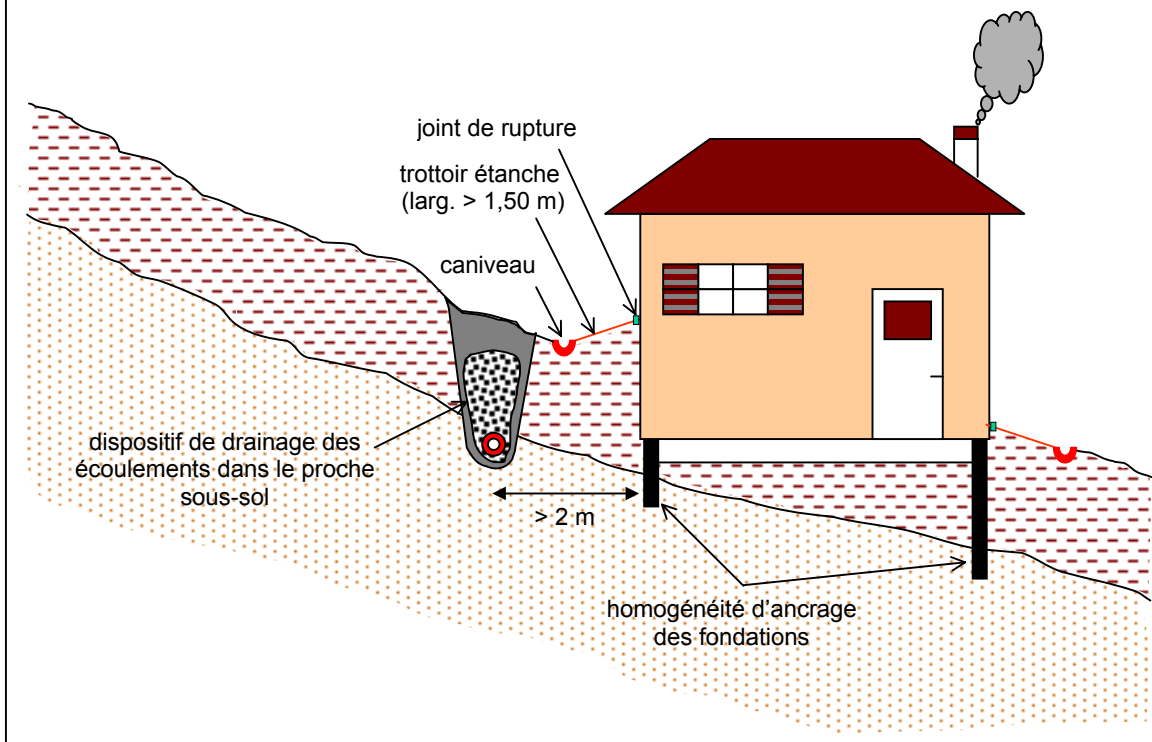 joint de rupture
trottoir étanche
(larg. > 1,50 m)
caniveau
dispositif de drainage des
écoulements dans le proche
sous-sol
> 2 m
homogénéité d’ancrage
des fondations